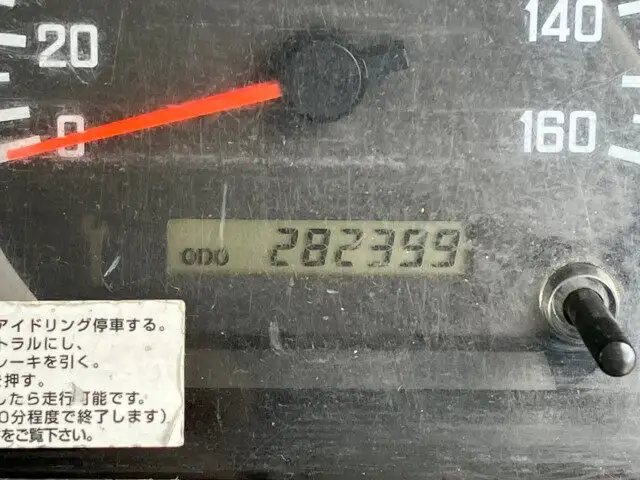 20
140
0
160
ODO 282399
アイドリング停車する。
トラルにし、
レーキを引く。
押す。
したら走行可能です。
0分程度で終了します)
をご覧下さい。